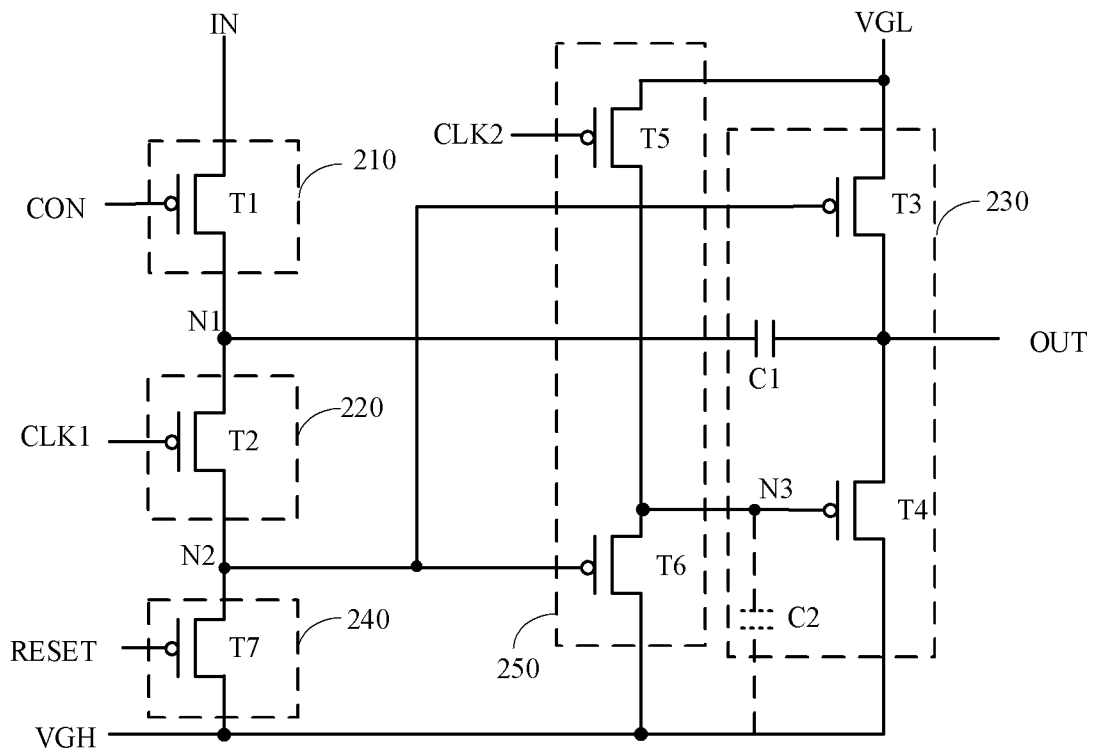 IN
VGL
CLK2
T5
210
CON
T1
T3
230
N1
OUT
C1
220
CLK1
T2
N3
T4
N2
T6
240
C2
RESET
T7
250
VGH